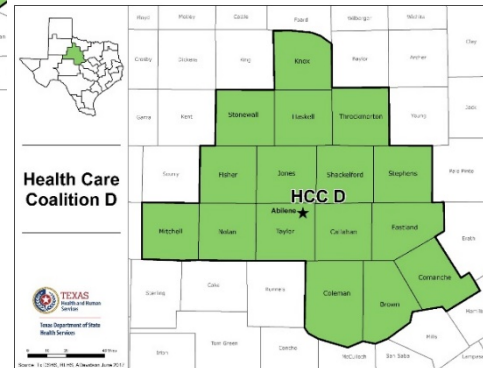 Floyd Motley Cottle Foard Wilbarger Wichita
Clay
Crosby Dickens King Knox Baylor Archer
Garza Kent Stonewall Haskell Throckmorton Young Jack
Health Care
Coalition D
Scurry Fisher Jones Shackelford Stephens Palo Pinto
HCC D
Abilene
Mitchell Nolan Taylor Callahan Eastland
Erath
Comanche
Sterling Coke Runnels Coleman Brown
TEXAS
Health and Human
Services
Texas Department of State
Health Services
Mills
Irion Tom Green Concho McCulloch San Saba Lampasas